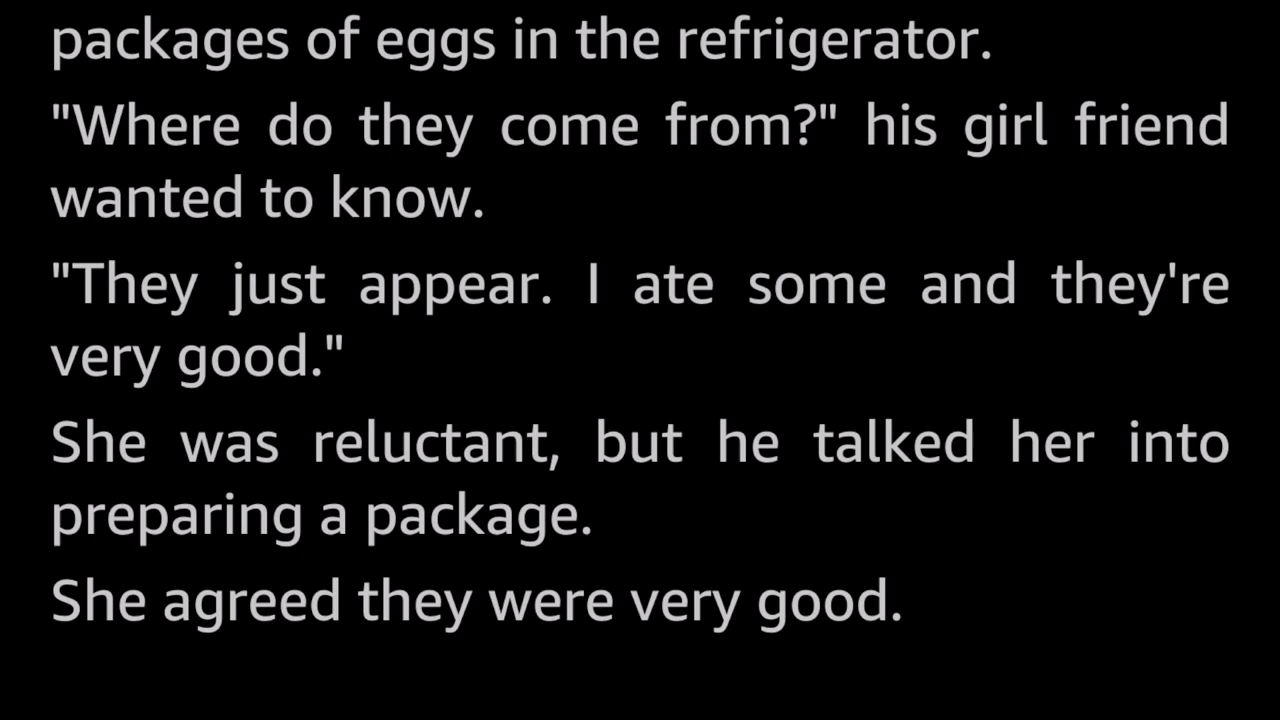 packages of eggs in the refrigerator.
"Where do they come from?" his girl friend
wanted to know.
"They just appear. I ate some and they're
very good."
She was reluctant, but he talked her into
preparing a package.
She agreed they were very good.